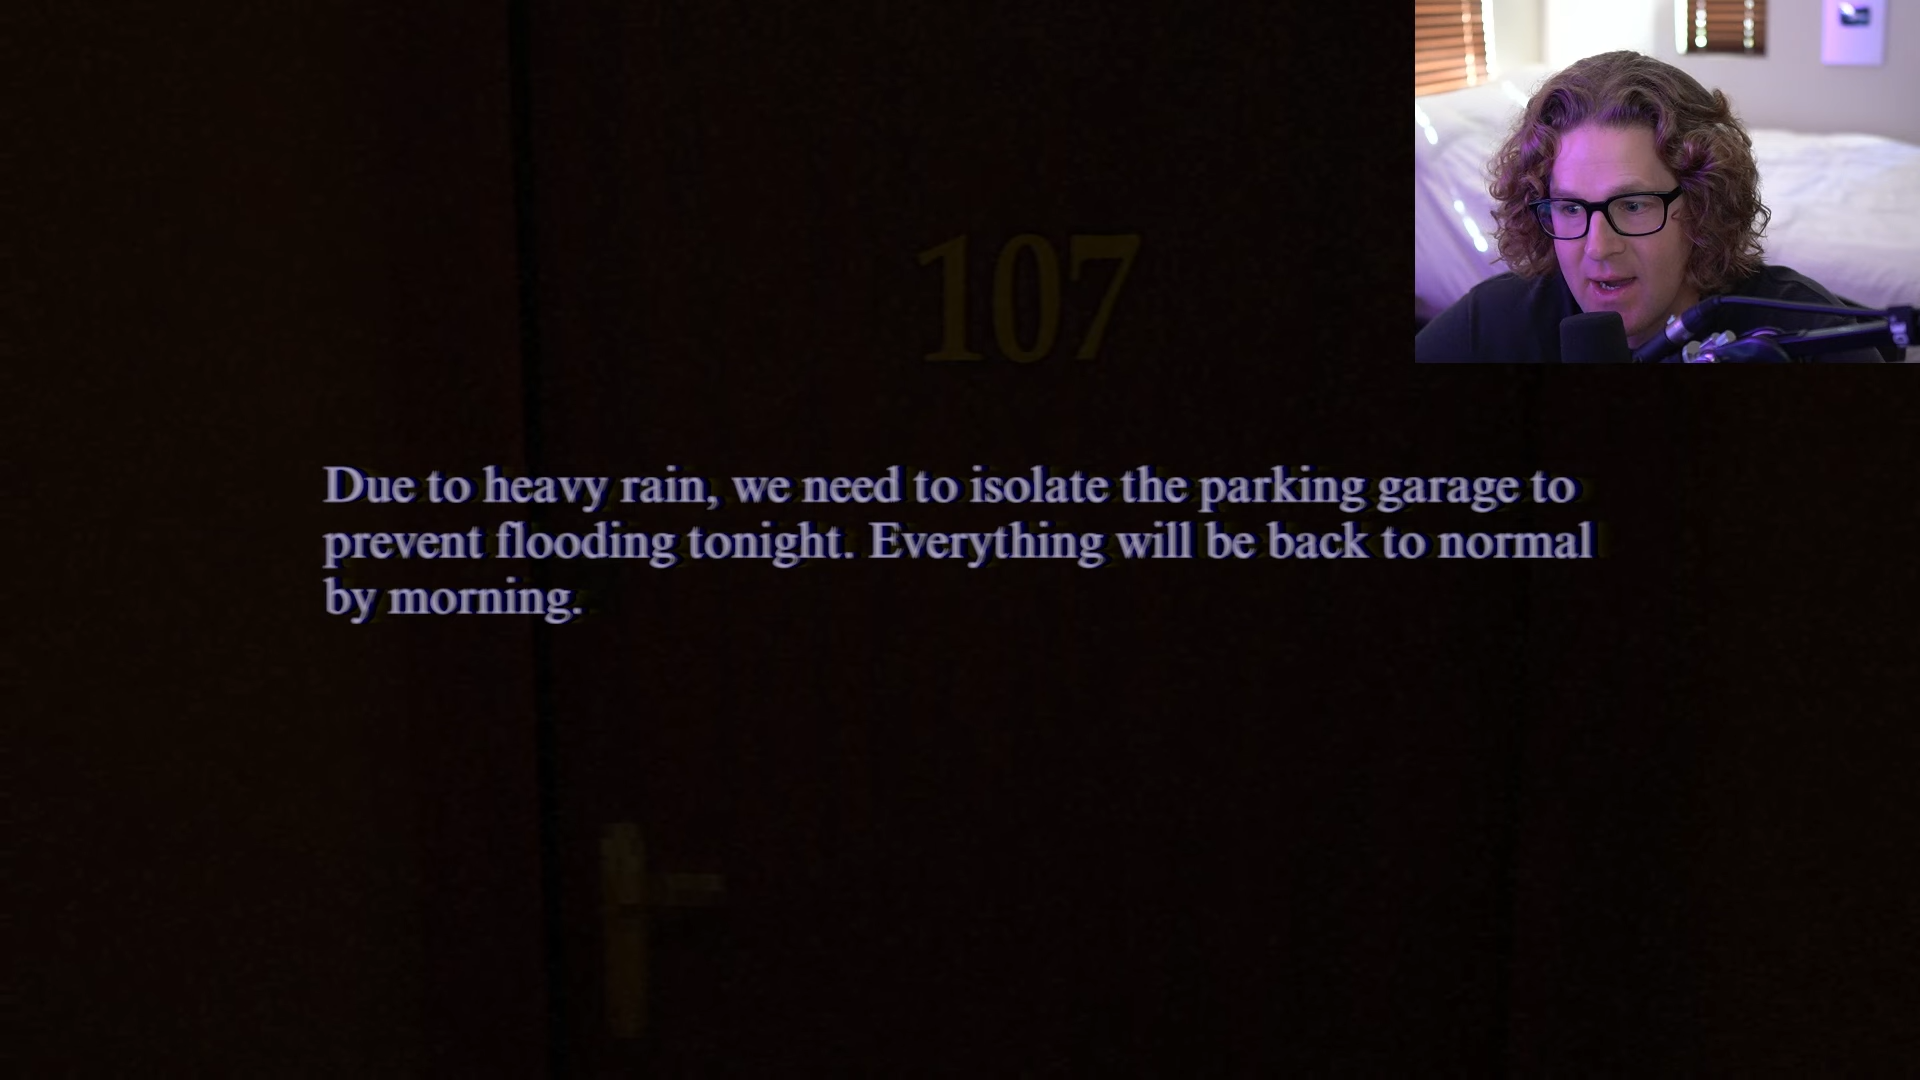 107
Due to heavy rain, we need to isolate the parking garage to
prevent flooding tonight. Everything will be back to normal
by morning.